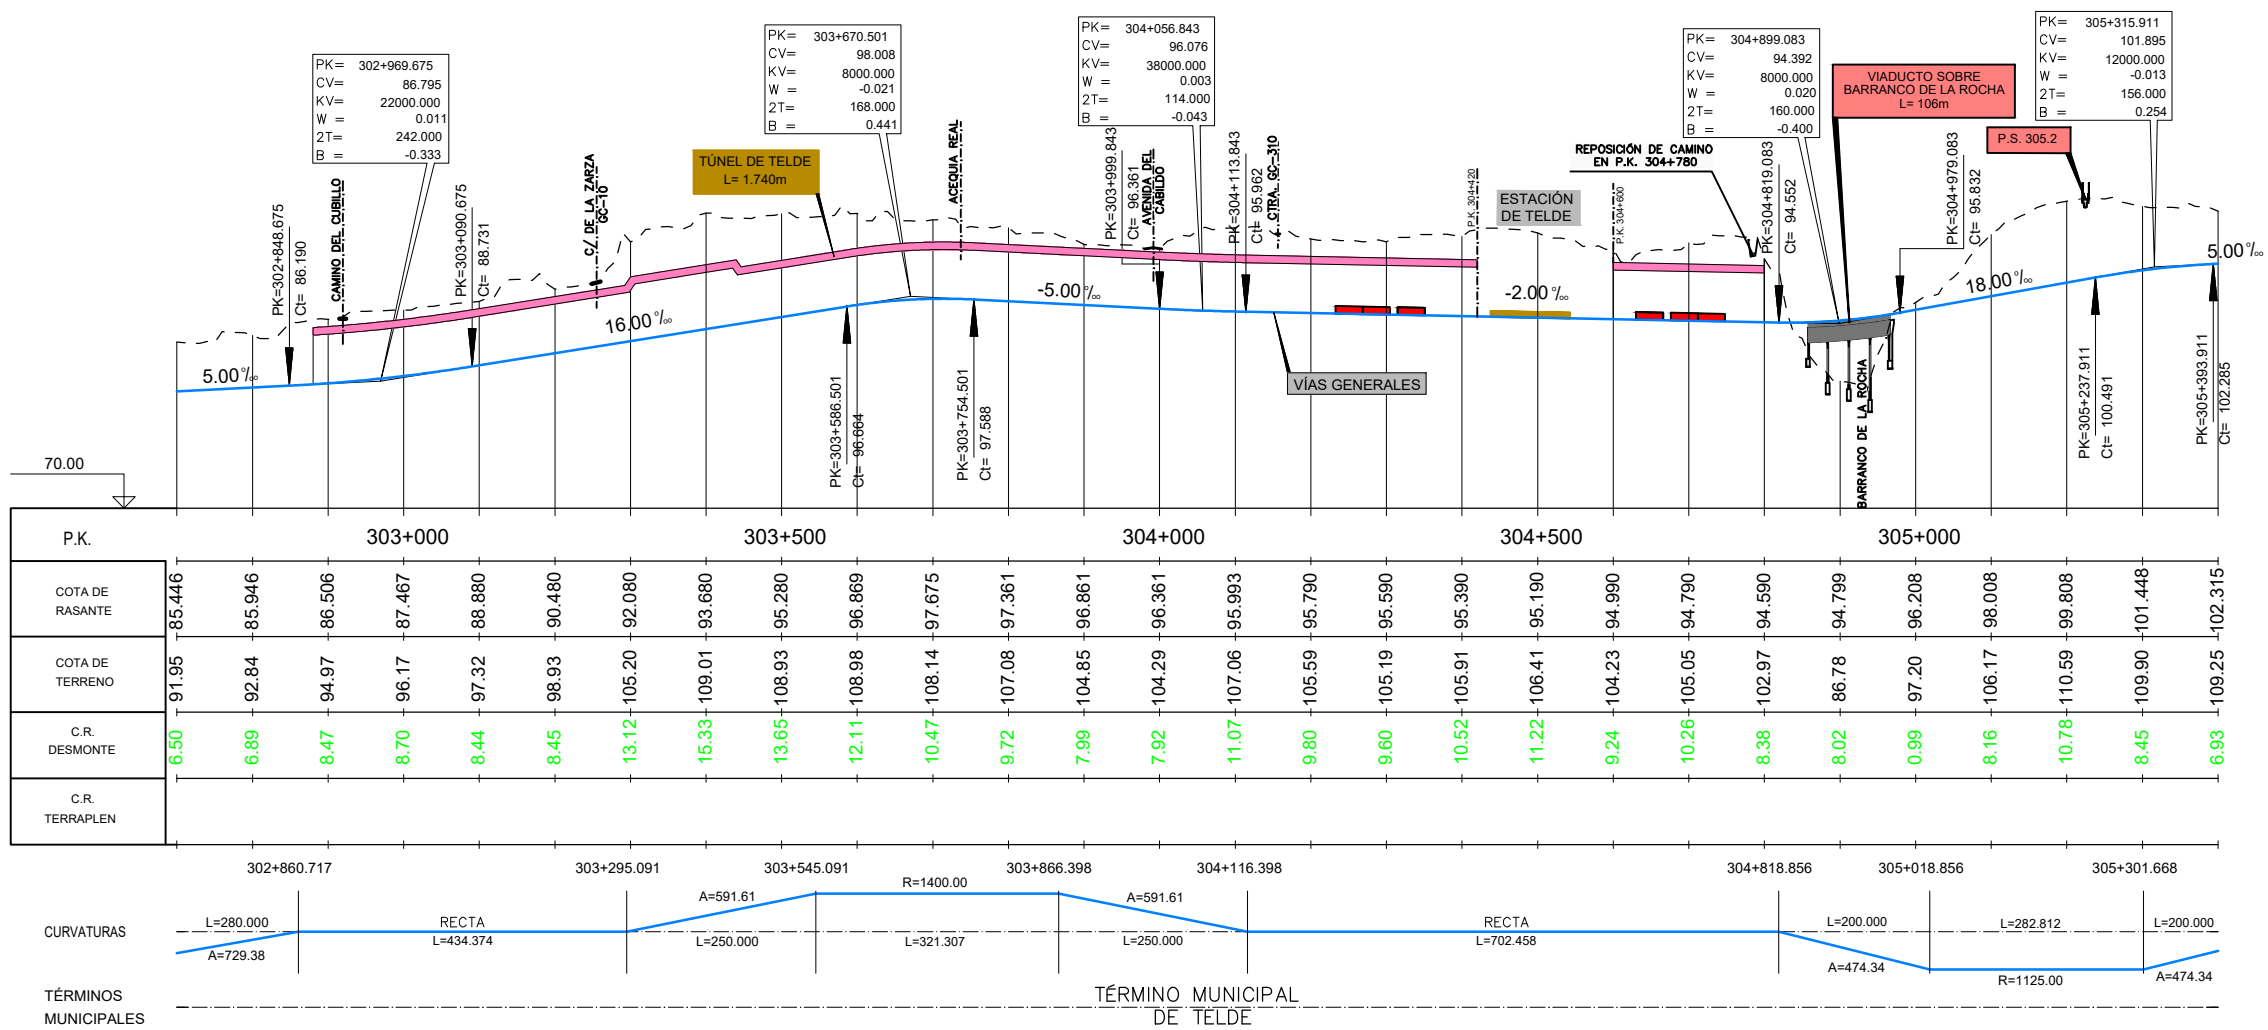 PK= 302+969.675
CV= 86.795
KV= 22000.000
W = 0.011
2T= 242.000
B = -0.333
PK= 303+670.501
CV= 98.008
KV= 8000.000
W = -0.021
2T= 168.000
B = 0.441
PK= 304+056.843
CV= 96.076
KV= 38000.000
W = 0.003
2T= 114.000
B = -0.043
PK= 304+899.083
CV= 94.392
KV= 8000.000
W = 0.020
2T= 160.000
B = -0.400
PK= 305+315.911
CV= 101.895
KV= 12000.000
W = -0.013
2T= 156.000
B = 0.254
VIADUCTO SOBRE
BARRANCO DE LA ROCHA
L= 106m
P.S. 305.2
TÚNEL DE TELDE
L= 1.740m
REPOSICIÓN DE CAMINO
EN P.K. 304+780
ESTACIÓN
DE TELDE
VÍAS GENERALES
PK=302+848.675
Ct= 86.190
CAMINO DEL CUBILLO
PK=303+090.675
Ct= 88.731
C/ DE LA ZARZA
GC-10
PK=303+586.501
Ct= 96.664
ACEQUIA REAL
PK=303+754.501
Ct= 97.588
PK=303+999.843
Ct= 96.361
AVENIDA DEL
CABILDO
PK=304+113.843
Ct= 95.962
CTRA. GC-310
P.K. 304+420
P.K. 304+600
PK=304+819.083
Ct= 94.552
BARRANCO DE LA ROCHA
PK=304+979.083
Ct= 95.832
PK=305+237.911
Ct= 100.491
PK=305+393.911
Ct= 102.285
5.00°/oo
16.00°/oo
-5.00°/oo
-2.00°/oo
18.00°/oo
5.00°/oo
70.00
P.K. 303+000 303+500 304+000 304+500 305+000
COTA DE
RASANTE
85.446 85.946 86.506 87.467 88.880 90.480 92.080 93.680 95.280 96.869 97.675 97.361 96.861 96.361 95.993 95.790 95.590 95.390 95.190 94.990 94.790 94.590 94.799 96.208 98.008 99.808 101.448 102.315
COTA DE
TERRENO
91.95 92.84 94.97 96.17 97.32 98.93 105.20 109.01 108.93 108.98 108.14 107.08 104.85 104.29 107.06 105.59 105.19 105.91 106.41 104.23 105.05 102.97 86.78 97.20 106.17 110.59 109.90 109.25
C.R.
DESMONTE
6.50 6.89 8.47 8.70 8.44 8.45 13.12 15.33 13.65 12.11 10.47 9.72 7.99 7.92 11.07 9.80 9.60 10.52 11.22 9.24 10.26 8.38 8.02 0.99 8.16 10.78 8.45 6.93
C.R.
TERRAPLEN
302+860.717 303+295.091 303+545.091 303+866.398 304+116.398 304+818.856 305+018.856 305+301.668
CURVATURAS
L=280.000
A=729.38
RECTA
L=434.374
A=591.61
L=250.000
R=1400.00
L=321.307
A=591.61
L=250.000
RECTA
L=702.458
L=200.000
A=474.34
L=282.812
R=1125.00
L=200.000
A=474.34
TÉRMINOS
MUNICIPALES
TÉRMINO MUNICIPAL
DE TELDE